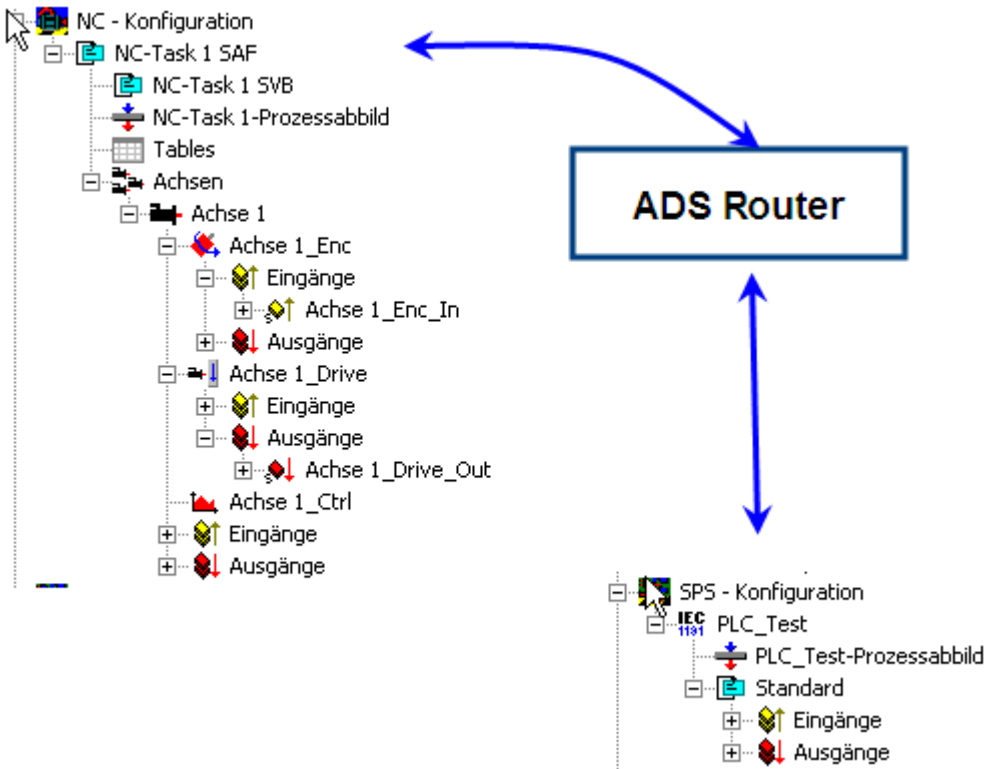 NC - Konfiguration
NC-Task 1 SAF
NC-Task 1 SVB
NC-Task 1-Prozessabbild
Tables
Achsen
Achse 1
Achse 1_Enc
Eingänge
Achse 1_Enc_In
Ausgänge
Achse 1_Drive
Eingänge
Ausgänge
Achse 1_Drive_Out
Achse 1_Ctrl
Eingänge
Ausgänge
ADS Router
SPS - Konfiguration
IEC
1131
PLC_Test
PLC_Test-Prozessabbild
Standard
Eingänge
Ausgänge